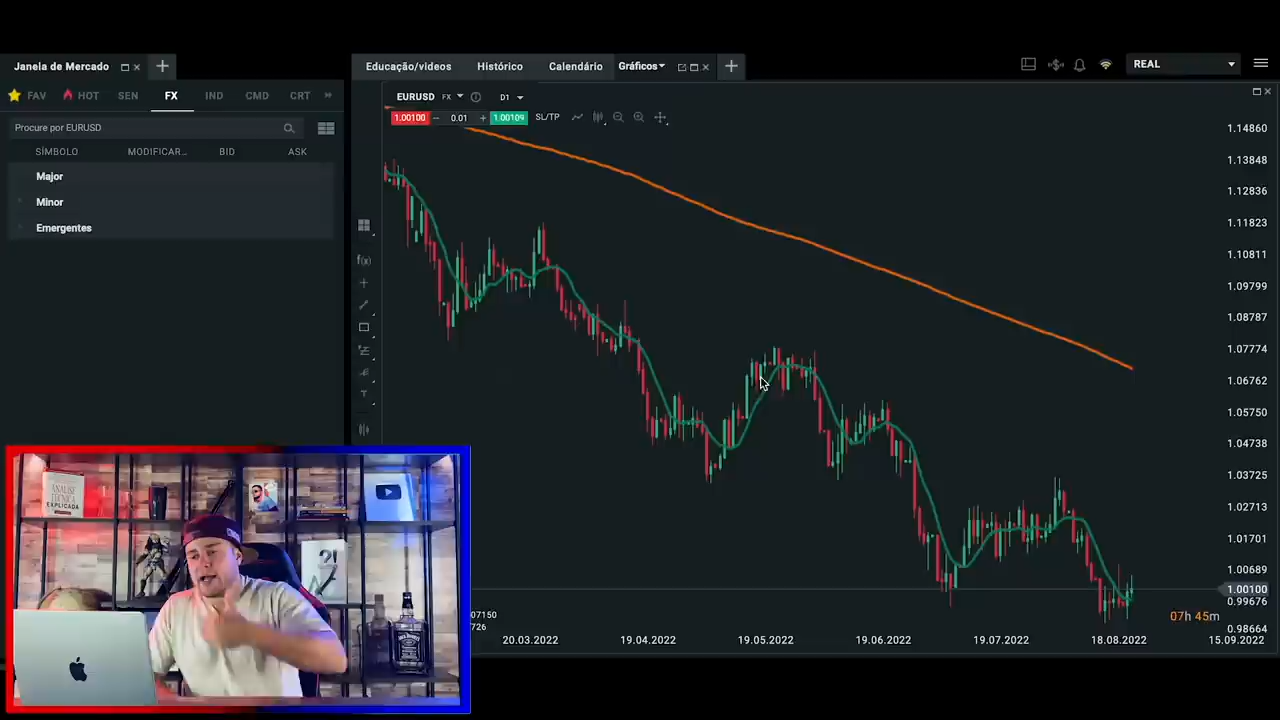 Janela de Mercado
Educação/videos Histórico Calendário Gráficos
REAL
FAV HOT SEN FX IND CMD CRT »
EURUSD FX D1
Procure por EURUSD
1.00100 − 0.01 + 1.00109 SL/TP
SÍMBOLO MODIFICAR... BID ASK
Major
Minor
Emergentes
f(x)
T
1.14860
1.13848
1.12836
1.11823
1.10811
1.09799
1.08787
1.07774
1.06762
1.05750
1.04738
1.03725
1.02713
1.01701
1.00689
1.00100
0.99676
0.98664
07h 45m
07150
726
20.03.2022 19.04.2022 19.05.2022 19.06.2022 19.07.2022 18.08.2022 15.09.2022
ANÁLISE
TÉCNICA
EXPLICADA